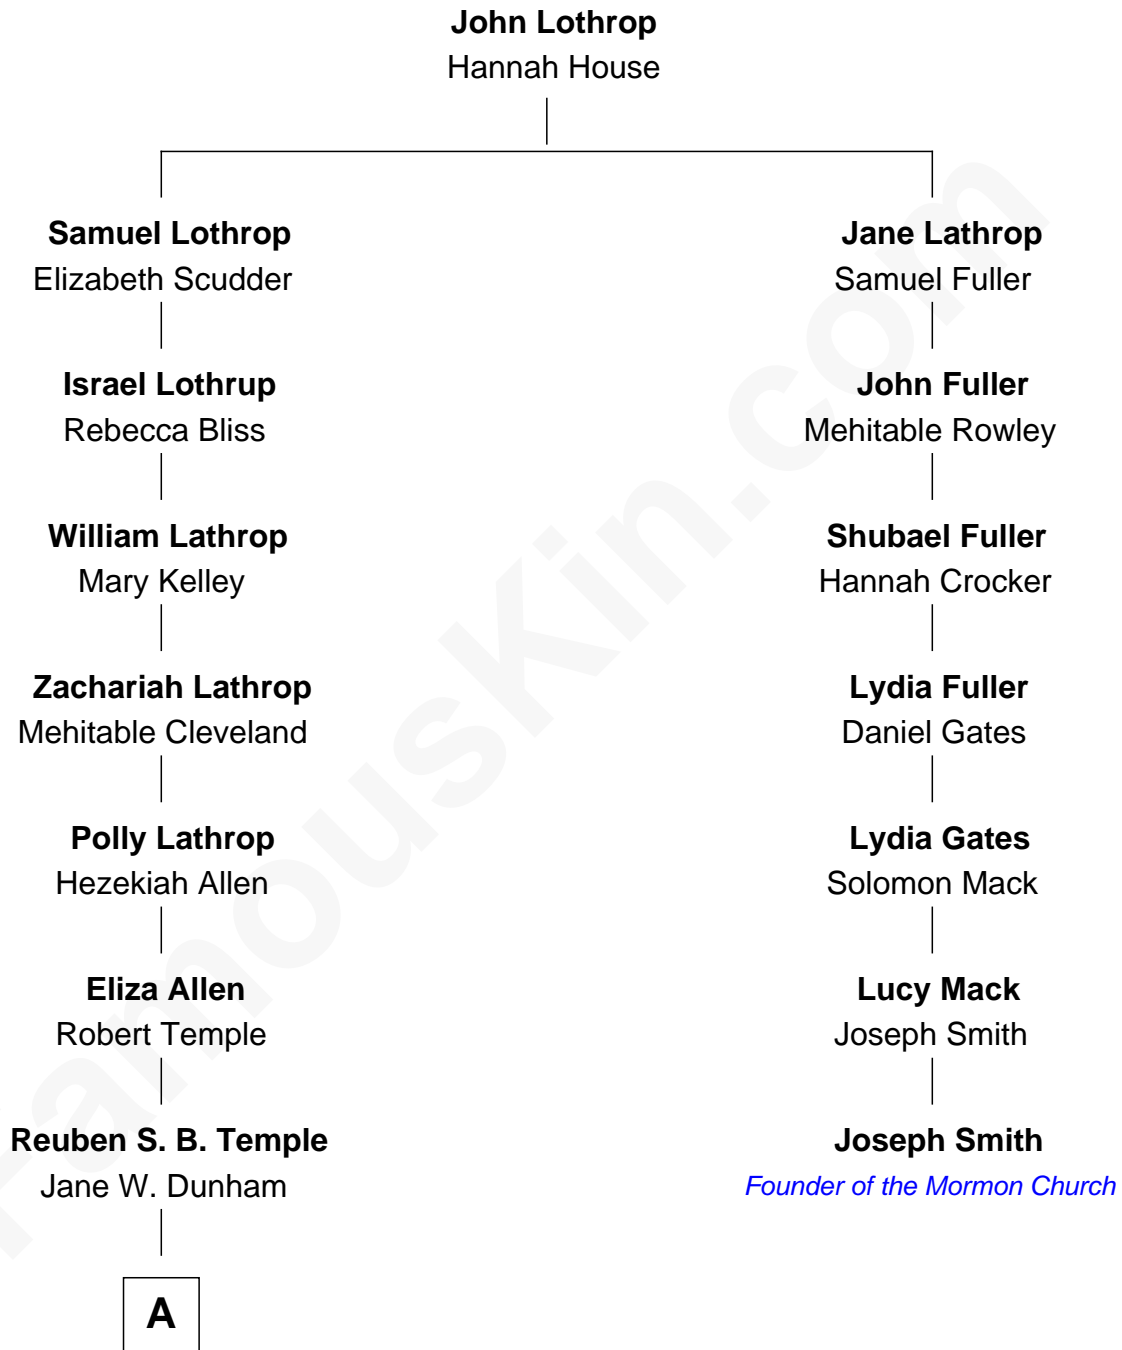 John Lothrop
Hannah House
Samuel Lothrop
Elizabeth Scudder
Israel Lothrup
Rebecca Bliss
William Lathrop
Mary Kelley
Zachariah Lathrop
Mehitable Cleveland
Polly Lathrop
Hezekiah Allen
Eliza Allen
Robert Temple
Reuben S. B. Temple
Jane W. Dunham
A
Jane Lathrop
Samuel Fuller
John Fuller
Mehitable Rowley
Shubael Fuller
Hannah Crocker
Lydia Fuller
Daniel Gates
Lydia Gates
Solomon Mack
Lucy Mack
Joseph Smith
Joseph Smith
Founder of the Mormon Church
FamousKin.com